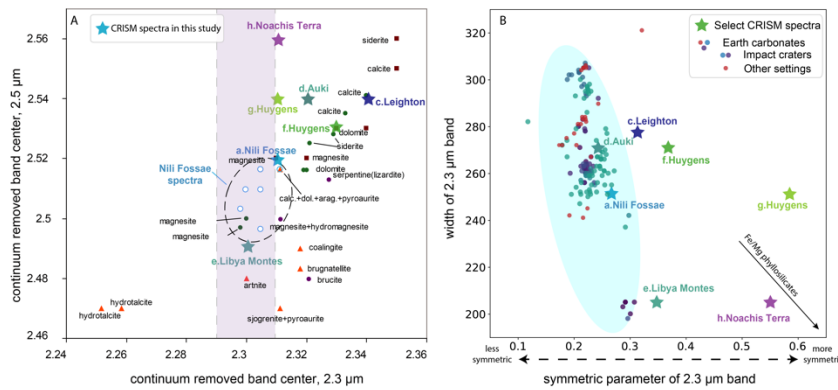 A
CRISM spectra in this study
h.Noachis Terra
siderite
calcite
d.Auki
calcite
g.Huygens
c.Leighton
calcite
f.Huygens
dolomite
siderite
a.Nili Fossae
Nili Fossae
spectra
magnesite
magnesite
dolomite
serpentine(lizardite)
calc.+dol.+arag.+pyroaurite
magnesite
magnesite+hydromagnesite
magnesite
coalingite
e.Libya Montes
brugnatellite
artnite
brucite
hydrotalcite
hydrotalcite
sjogrenite+pyroaurite
2.56
2.54
2.52
2.5
2.48
2.46
continuum removed band center, 2.5 μm
2.24
2.26
2.28
2.3
2.32
2.34
2.36
continuum removed band center, 2.3 μm
B
Select CRISM spectra
Earth carbonates
Impact craters
Other settings
c.Leighton
d.Auki
f.Huygens
a.Nili Fossae
g.Huygens
Fe/Mg phyllosilicates
e.Libya Montes
h.Noachis Terra
320
300
280
260
240
220
200
width of 2.3 μm band
0.1
0.2
0.3
0.4
0.5
0.6
less
symmetric
more
symmetri
symmetric parameter of 2.3 μm band